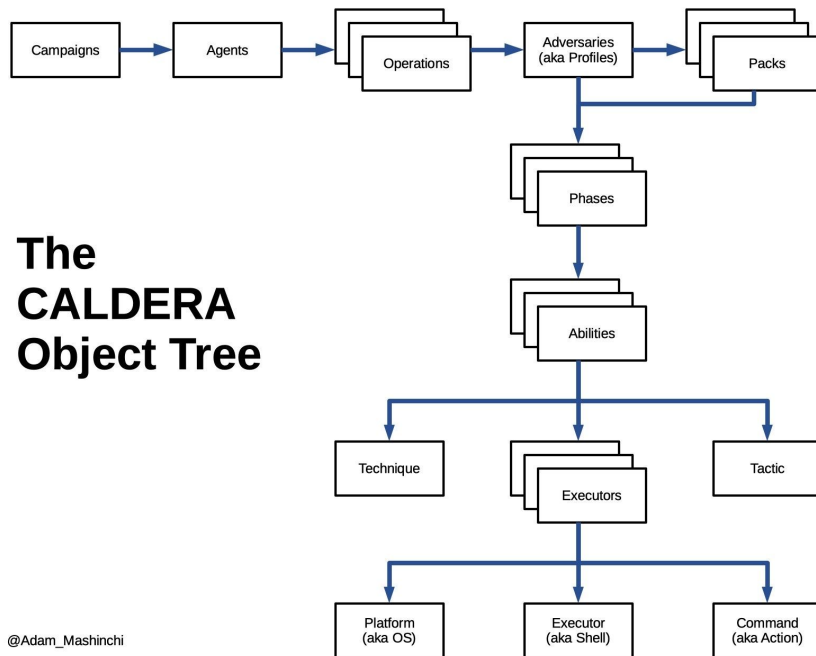 Campaigns
Agents
Operations
Adversaries
(aka Profiles)
Packs
Phases
The
CALDERA
Object Tree
Abilities
Technique
Executors
Tactic
Platform
(aka OS)
Executor
(aka Shell)
Command
(aka Action)
@Adam_Mashinchi